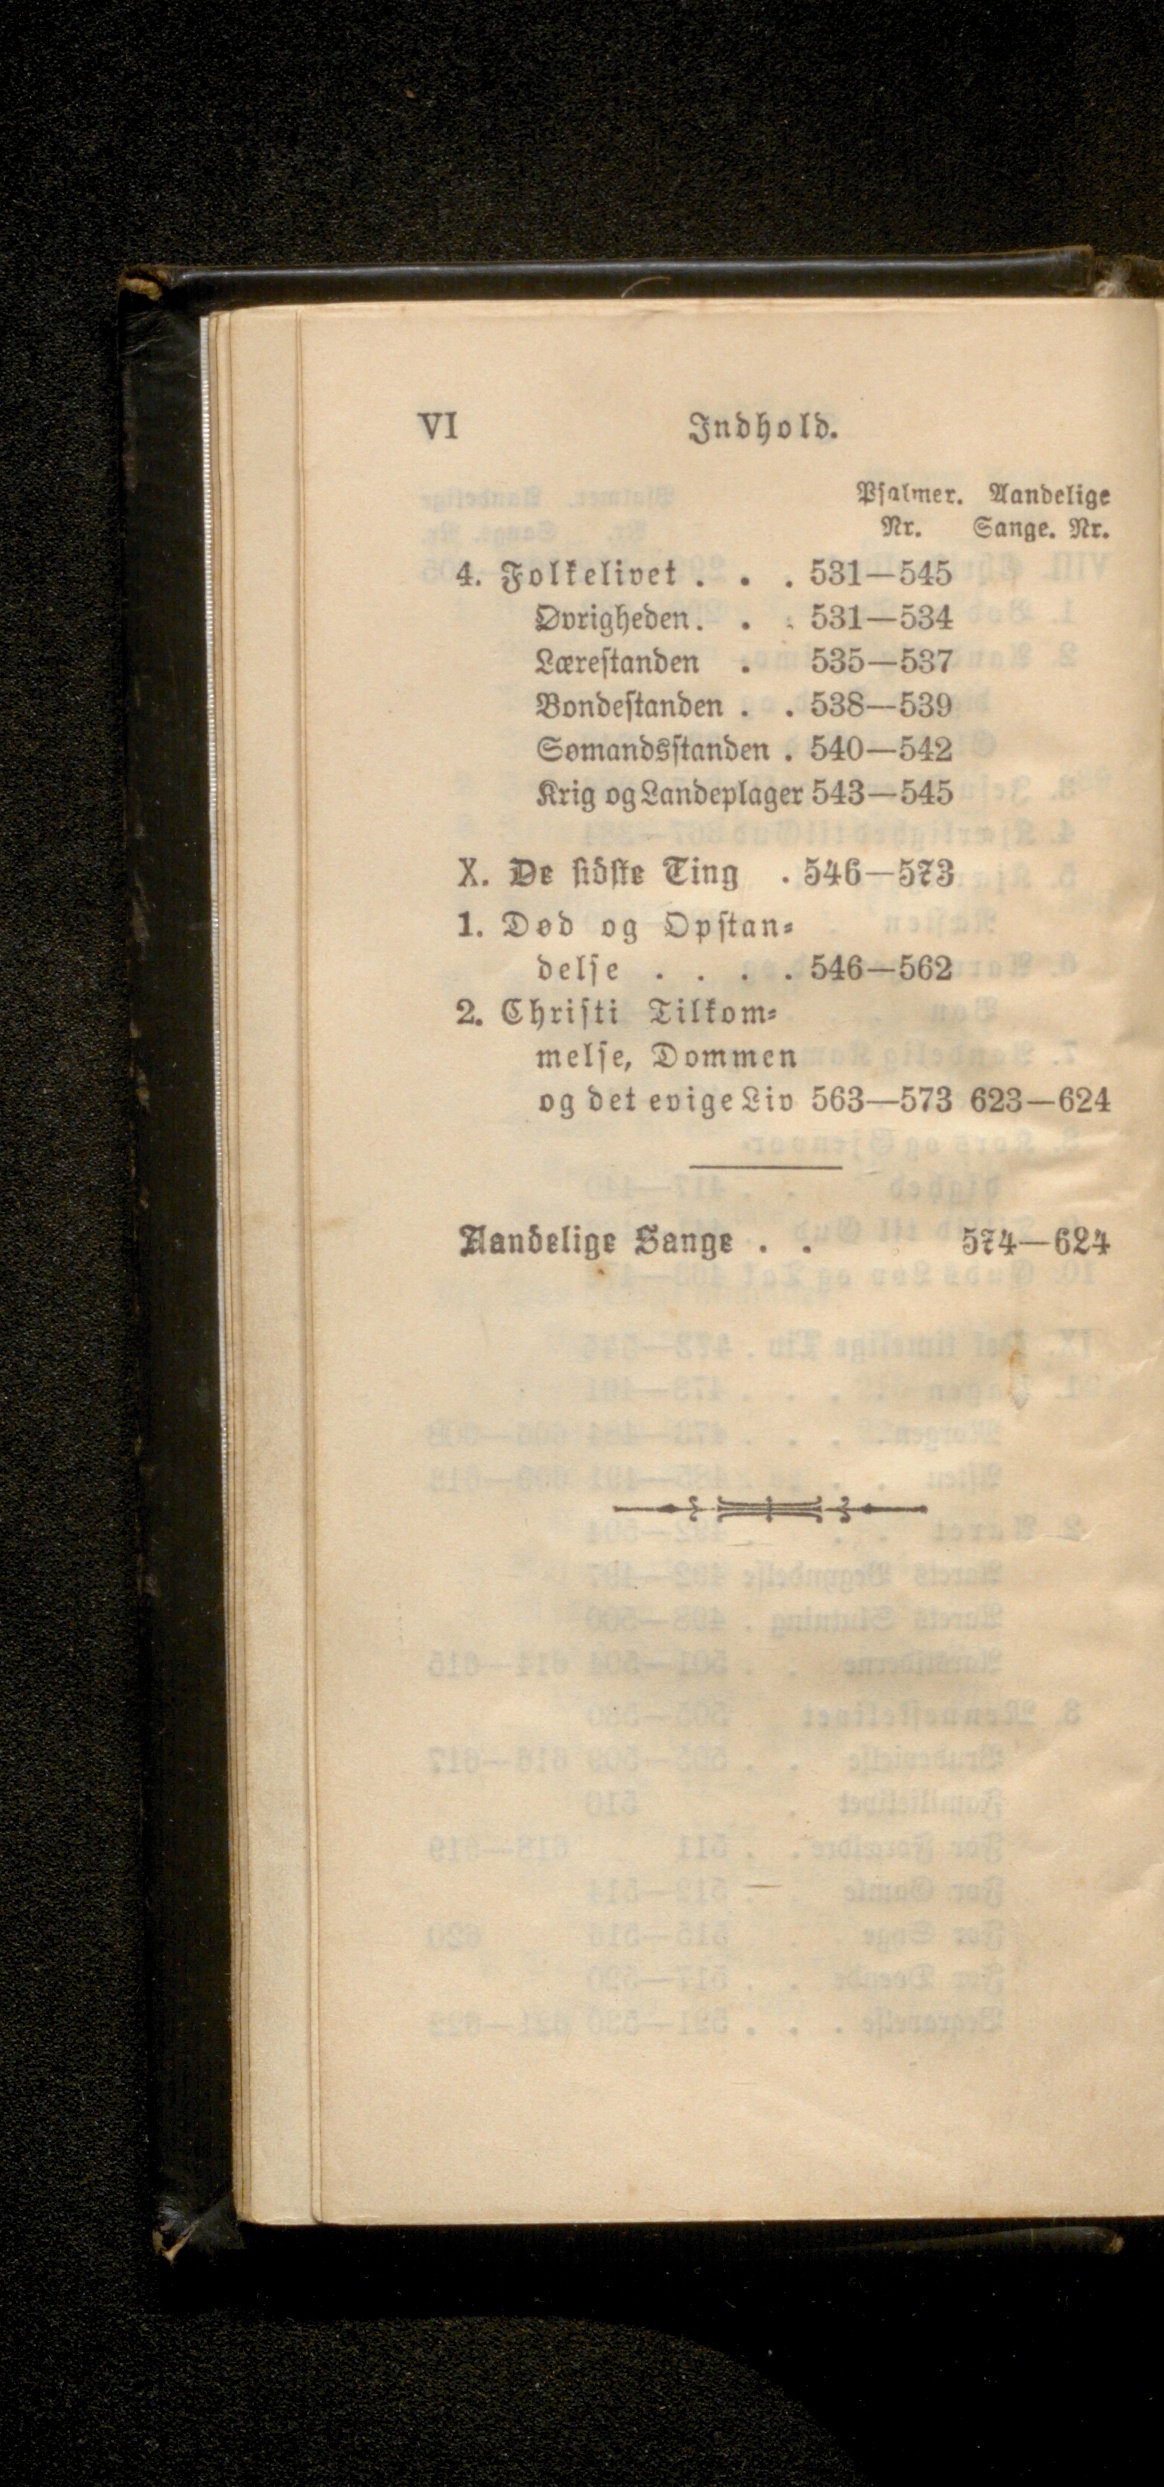 VI Indhold.
Psalmer. Aandelige
Nr. Sange. Nr.
4. Folkelivet . . . 531—545
Øvrigheden . . . 531—534
Lærestanden . 535—537
Bondestanden . . 538—539
Sømandsstanden . 540—542
Krig og Landeplager 543—545
X. De sidste Ting . 546—573
1. Død og Opstan-
delse . . . . 546—562
2. Christi Tilkom-
melse, Dommen
og det evige Liv 563—573 623—624
Aandelige Sange . . 574—624